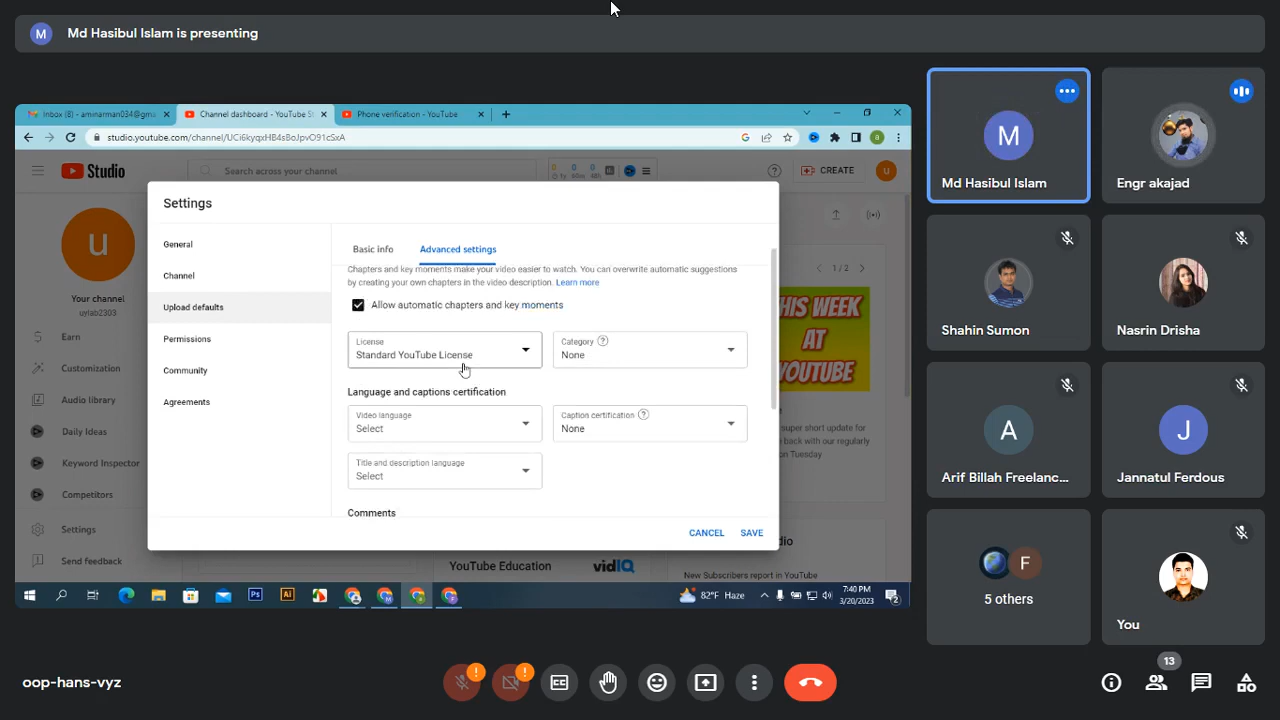 M Md Hasibul Islam is presenting
Inbox (8) - aminarman034@gma
Channel dashboard - YouTube St
Phone verification - YouTube
studio.youtube.com/channel/
Studio
Search across your channel
CREATE
u
Settings
General
Channel
Upload defaults
Permissions
Community
Agreements
Basic info
Advanced settings
Chapters and key moments make your video easier to watch. You can overwrite automatic suggestions
by creating your own chapters in the video description. Learn more
Allow automatic chapters and key moments
License
Standard YouTube License
Category
None
Language and captions certification
Video language
Select
Caption certification
None
Title and description language
Select
Comments
CANCEL SAVE
u
Your channel
uylab2303
Earn
Customization
Audio library
Daily Ideas
Keyword Inspector
Competitors
Settings
Send feedback
1 / 2
THIS WEEK
AT
YOUTUBE
super short update for
back with our regularly
on Tuesday
YouTube Education
vidIQ
New Subscribers report in YouTube
82°F Haze
7:40 PM
3/20/2023
2
M
Md Hasibul Islam
Engr akajad
Shahin Sumon
Nasrin Drisha
A
Arif Billah Freelanc...
J
Jannatul Ferdous
F
5 others
You
oop-hans-vyz
13